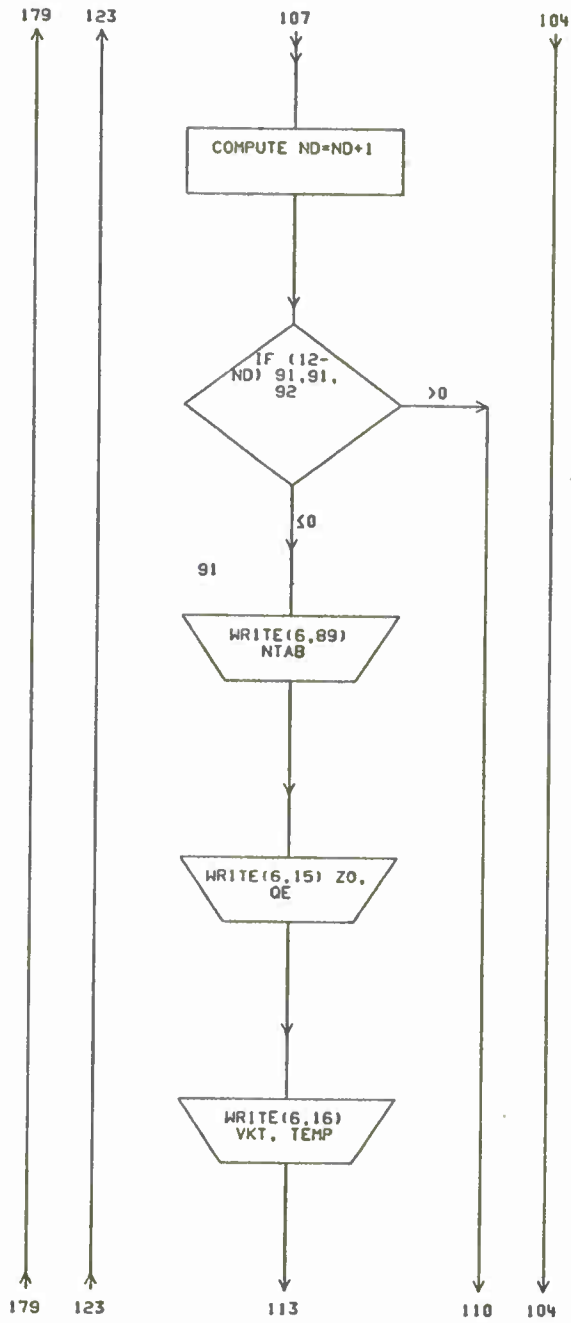 179 123 107 104
COMPUTE ND=ND+1
IF (12-
ND) 91,91,
92
>0
≤0
91
WRITE(6,89)
NTAB
WRITE(6,15) ZO,
QE
WRITE(6,16)
VKT, TEMP
179 123 113 110 104